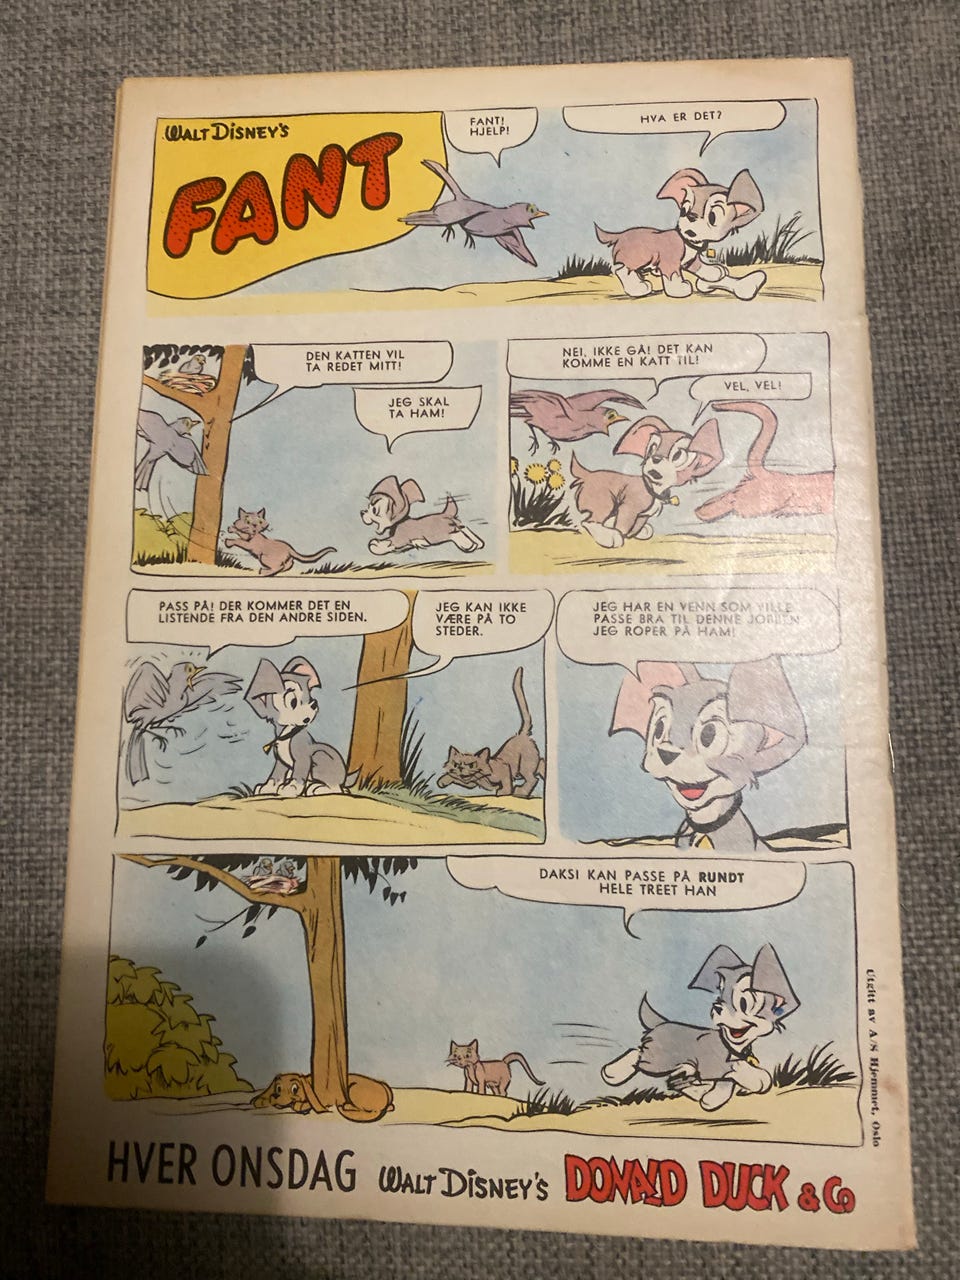 WALT DISNEY'S
FANT
FANT!
HJELP!
HVA ER DET?
DEN KATTEN VIL
TA REDET MITT!
JEG SKAL
TA HAM!
NEI, IKKE GÅ! DET KAN
KOMME EN KATT TIL!
VEL, VEL!
PASS PÅ! DER KOMMER DET EN
LISTENDE FRA DEN ANDRE SIDEN.
JEG KAN IKKE
VÆRE PÅ TO
STEDER.
JEG HAR EN VENN SOM VILLE
PASSE BRA TIL DENNE JOBBEN.
JEG ROPER PÅ HAM!
DAKSI KAN PASSE PÅ RUNDT
HELE TREET HAN
Utgitt av A/S Hjemmet, Oslo
HVER ONSDAG WALT DISNEY'S DONALD DUCK & Co